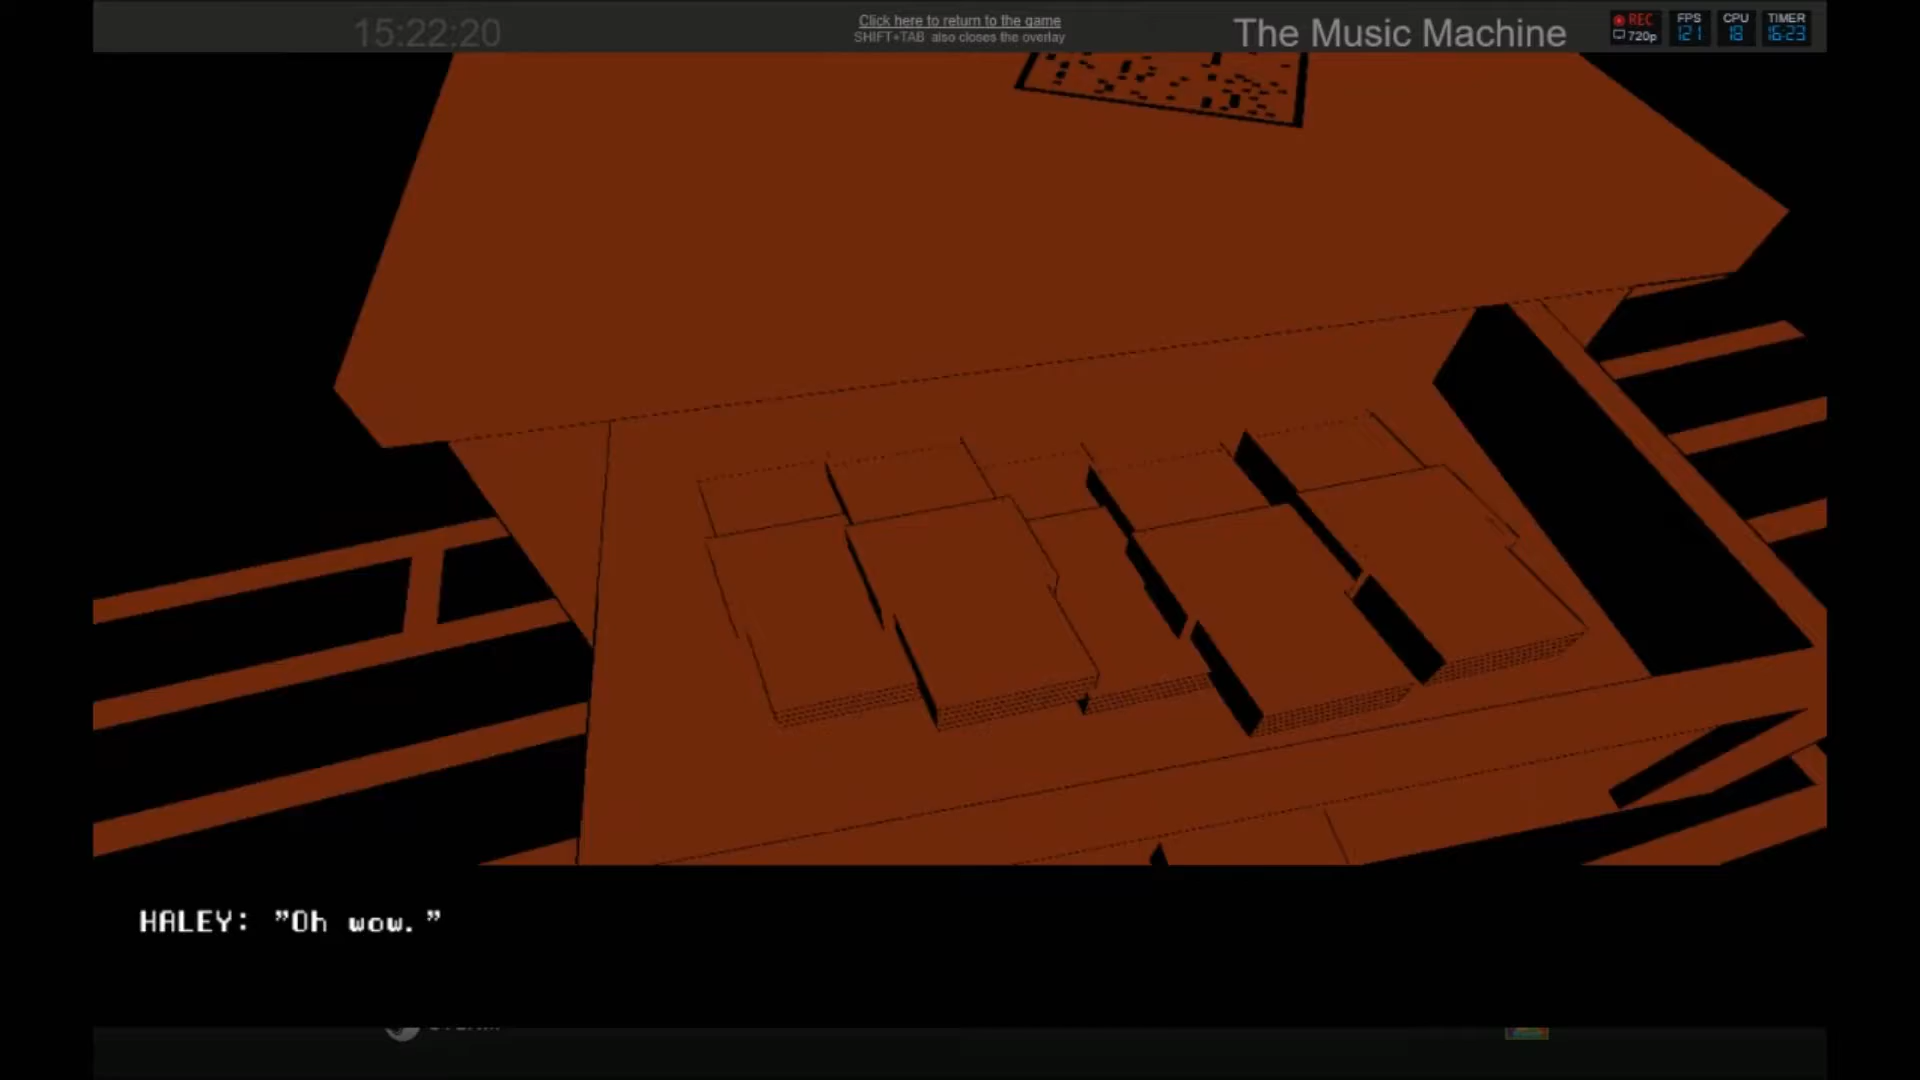 15:22:20
Click here to return to the game
SHIFT+TAB also closes the overlay
The Music Machine
REC
720p
FPS
121
CPU
18
TIMER
16:23
HALEY: "Oh wow."